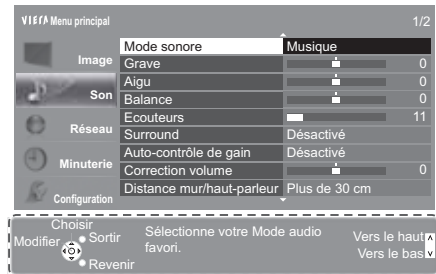 VIErA Menu principal 1/2
Image
Son
Réseau
Minuterie
Configuration
Mode sonore Musique
Grave 0
Aigu 0
Balance 0
Ecouteurs 11
Surround Désactivé
Auto-contrôle de gain Désactivé
Correction volume 0
Distance mur/haut-parleur Plus de 30 cm
Choisir
Modifier
Sortir
Revenir
Sélectionne votre Mode audio
favori.
Vers le haut
Vers le bas